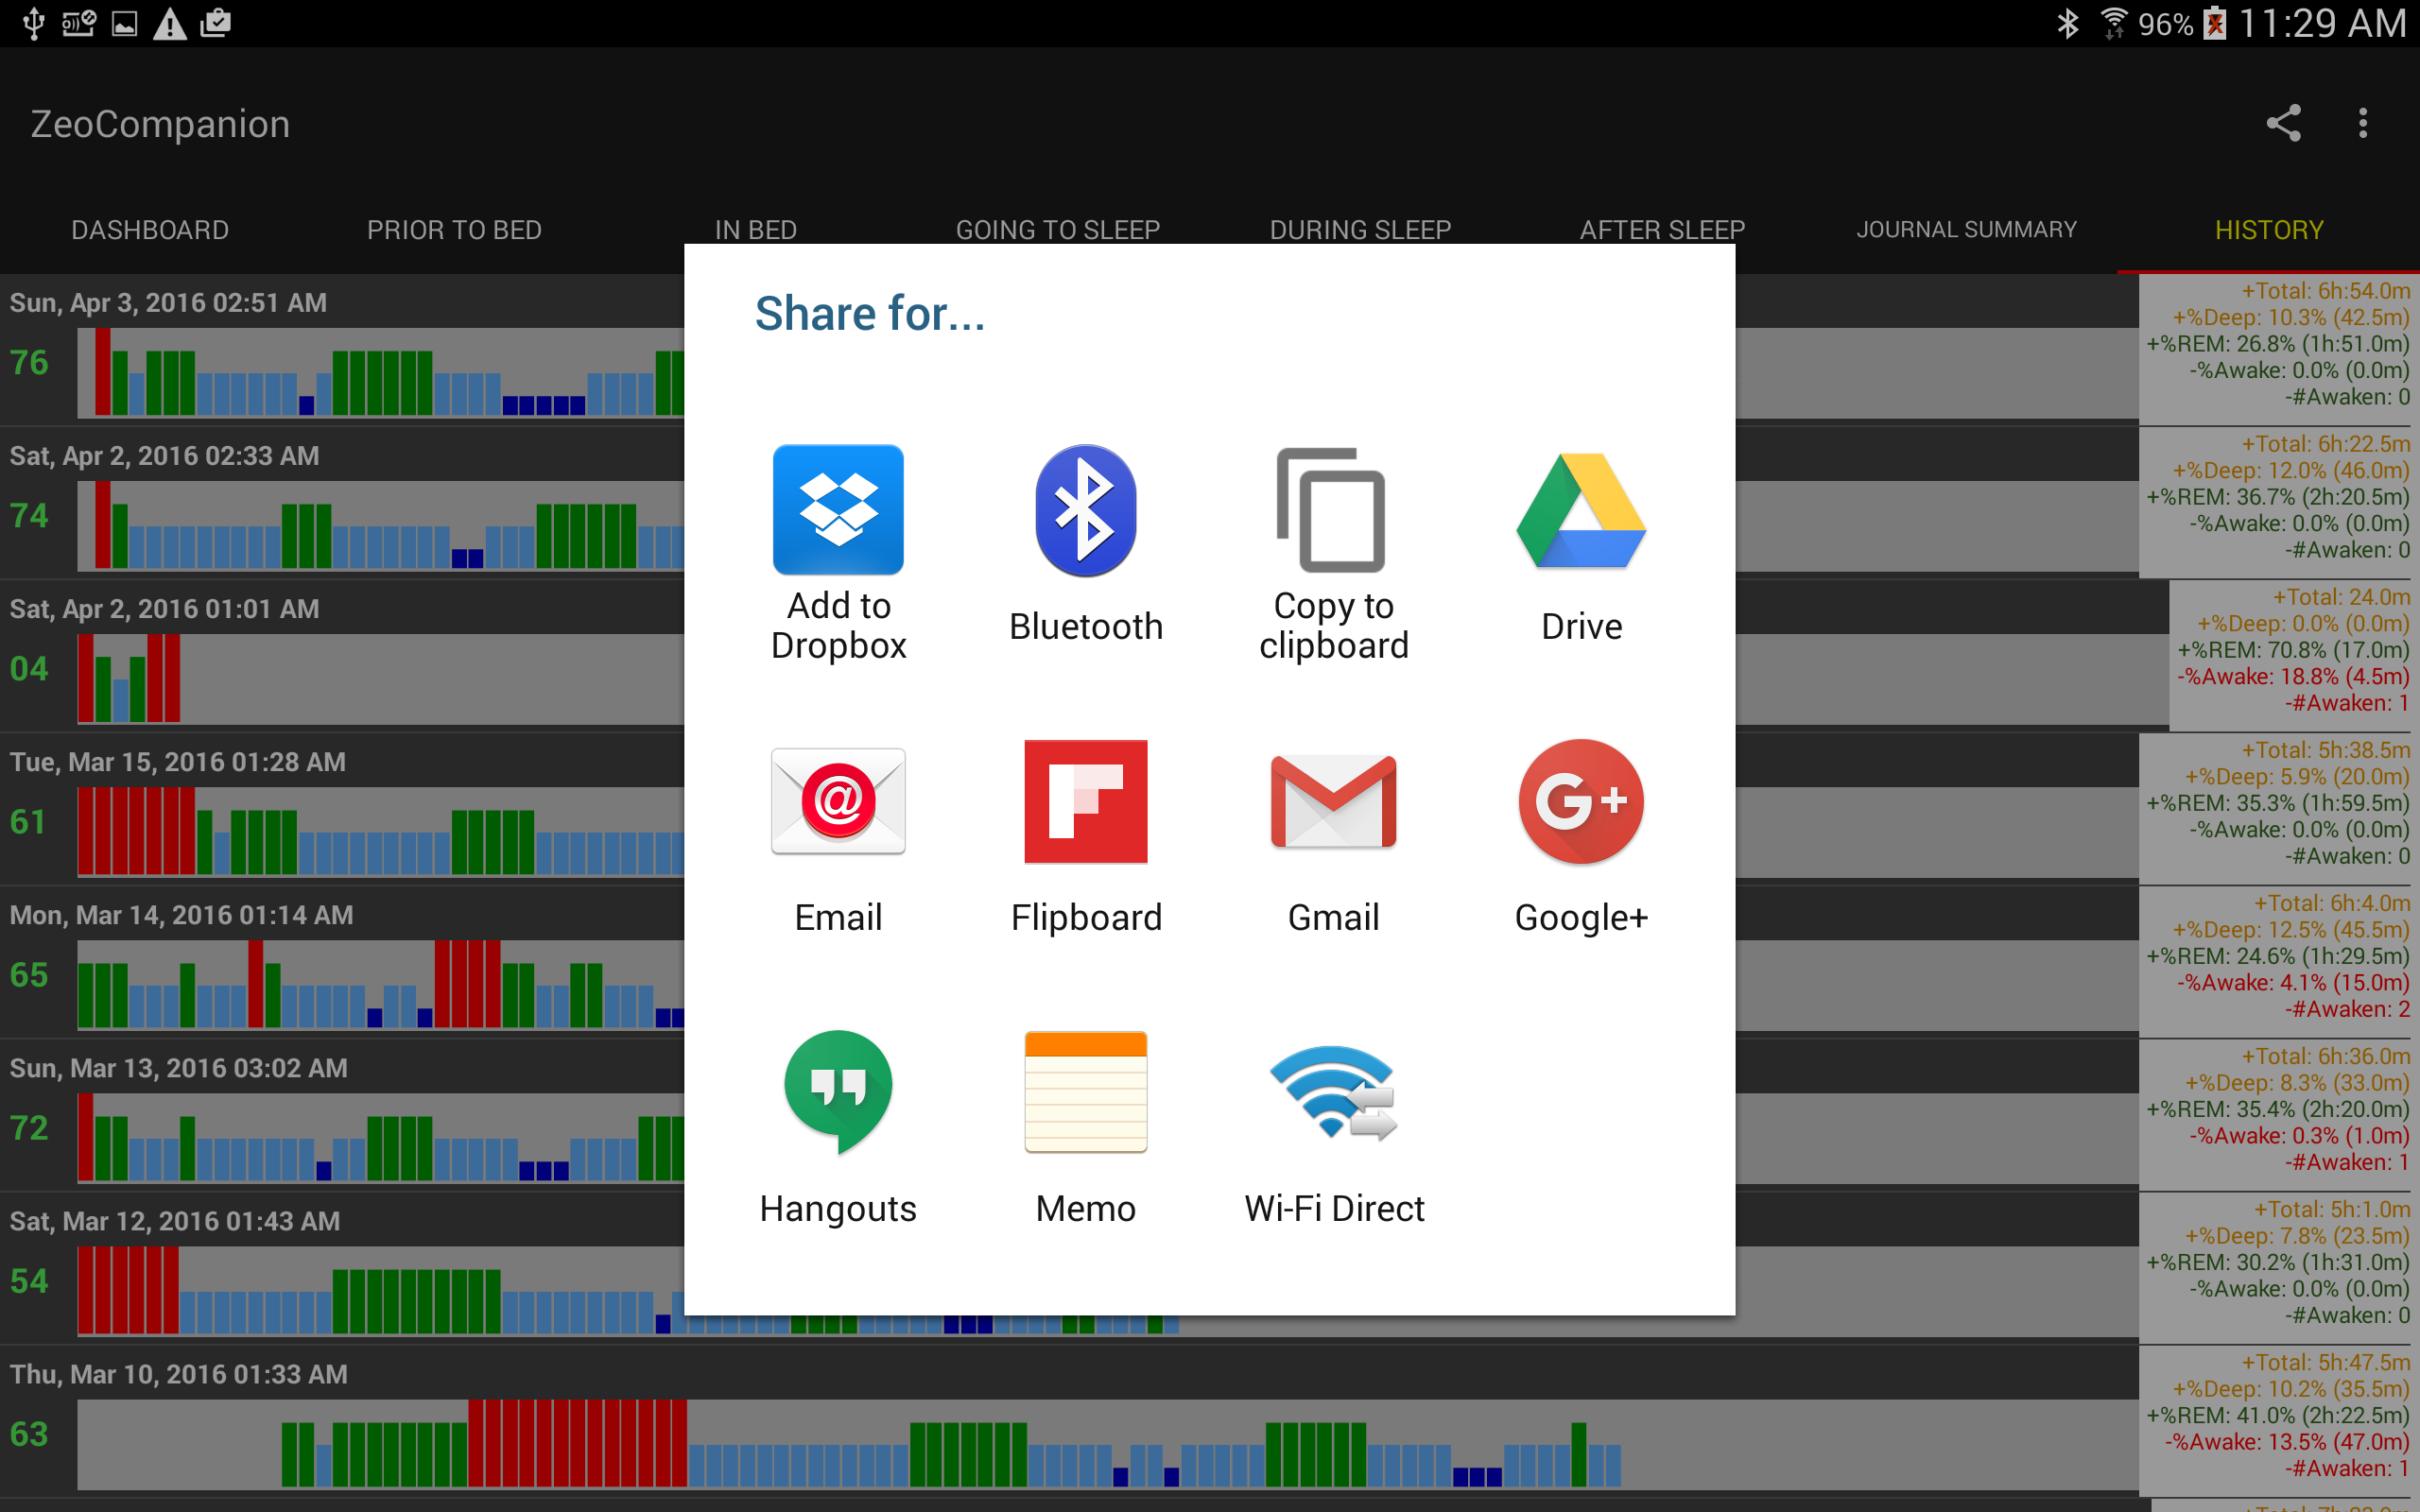 96% 11:29 AM
ZeoCompanion
DASHBOARD PRIOR TO BED IN BED GOING TO SLEEP DURING SLEEP AFTER SLEEP JOURNAL SUMMARY HISTORY
Sun, Apr 3, 2016 02:51 AM
76
+Total: 6h:54.0m
+%Deep: 10.3% (42.5m)
+%REM: 26.8% (1h:51.0m)
-%Awake: 0.0% (0.0m)
-#Awaken: 0
Sat, Apr 2, 2016 02:33 AM
74
+Total: 6h:22.5m
+%Deep: 12.0% (46.0m)
+%REM: 36.7% (2h:20.5m)
-%Awake: 0.0% (0.0m)
-#Awaken: 0
Sat, Apr 2, 2016 01:01 AM
04
+Total: 24.0m
+%Deep: 0.0% (0.0m)
+%REM: 70.8% (17.0m)
-%Awake: 18.8% (4.5m)
-#Awaken: 1
Tue, Mar 15, 2016 01:28 AM
61
+Total: 5h:38.5m
+%Deep: 5.9% (20.0m)
+%REM: 35.3% (1h:59.5m)
-%Awake: 0.0% (0.0m)
-#Awaken: 0
Mon, Mar 14, 2016 01:14 AM
65
+Total: 6h:4.0m
+%Deep: 12.5% (45.5m)
+%REM: 24.6% (1h:29.5m)
-%Awake: 4.1% (15.0m)
-#Awaken: 2
Sun, Mar 13, 2016 03:02 AM
72
+Total: 6h:36.0m
+%Deep: 8.3% (33.0m)
+%REM: 35.4% (2h:20.0m)
-%Awake: 0.3% (1.0m)
-#Awaken: 1
Sat, Mar 12, 2016 01:43 AM
54
+Total: 5h:1.0m
+%Deep: 7.8% (23.5m)
+%REM: 30.2% (1h:31.0m)
-%Awake: 0.0% (0.0m)
-#Awaken: 0
Thu, Mar 10, 2016 01:33 AM
63
+Total: 5h:47.5m
+%Deep: 10.2% (35.5m)
+%REM: 41.0% (2h:22.5m)
-%Awake: 13.5% (47.0m)
-#Awaken: 1
Share for...
Add to
Dropbox
Bluetooth
Copy to
clipboard
Drive
Email
Flipboard
Gmail
G+
Google+
Hangouts
Memo
Wi-Fi Direct